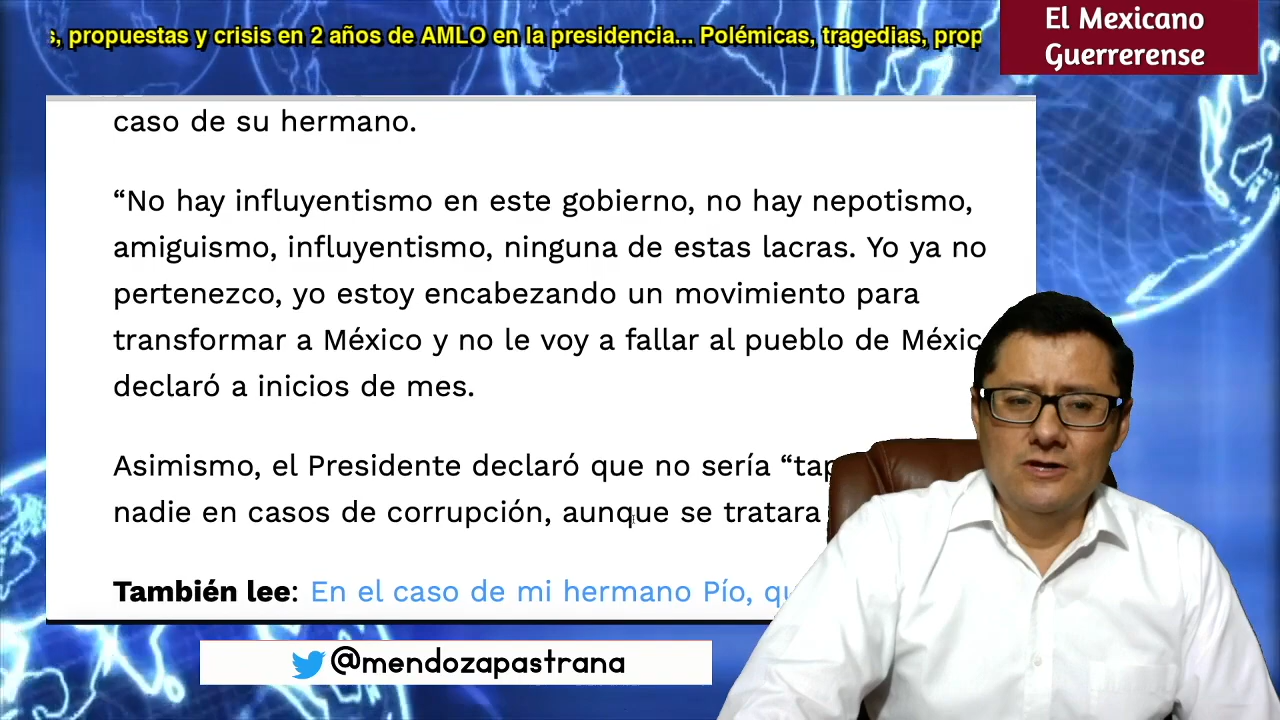 s, propuestas y crisis en 2 años de AMLO en la presidencia... Polémicas, tragedias, prop
El Mexicano
Guerrerense
caso de su hermano.
“No hay influyentismo en este gobierno, no hay nepotismo,
amiguismo, influyentismo, ninguna de estas lacras. Yo ya no
pertenezco, yo estoy encabezando un movimiento para
transformar a México y no le voy a fallar al pueblo de Méxic
declaró a inicios de mes.
Asimismo, el Presidente declaró que no sería “tap
nadie en casos de corrupción, aunque se tratara
También lee: En el caso de mi hermano Pío, qu
@mendozapastrana